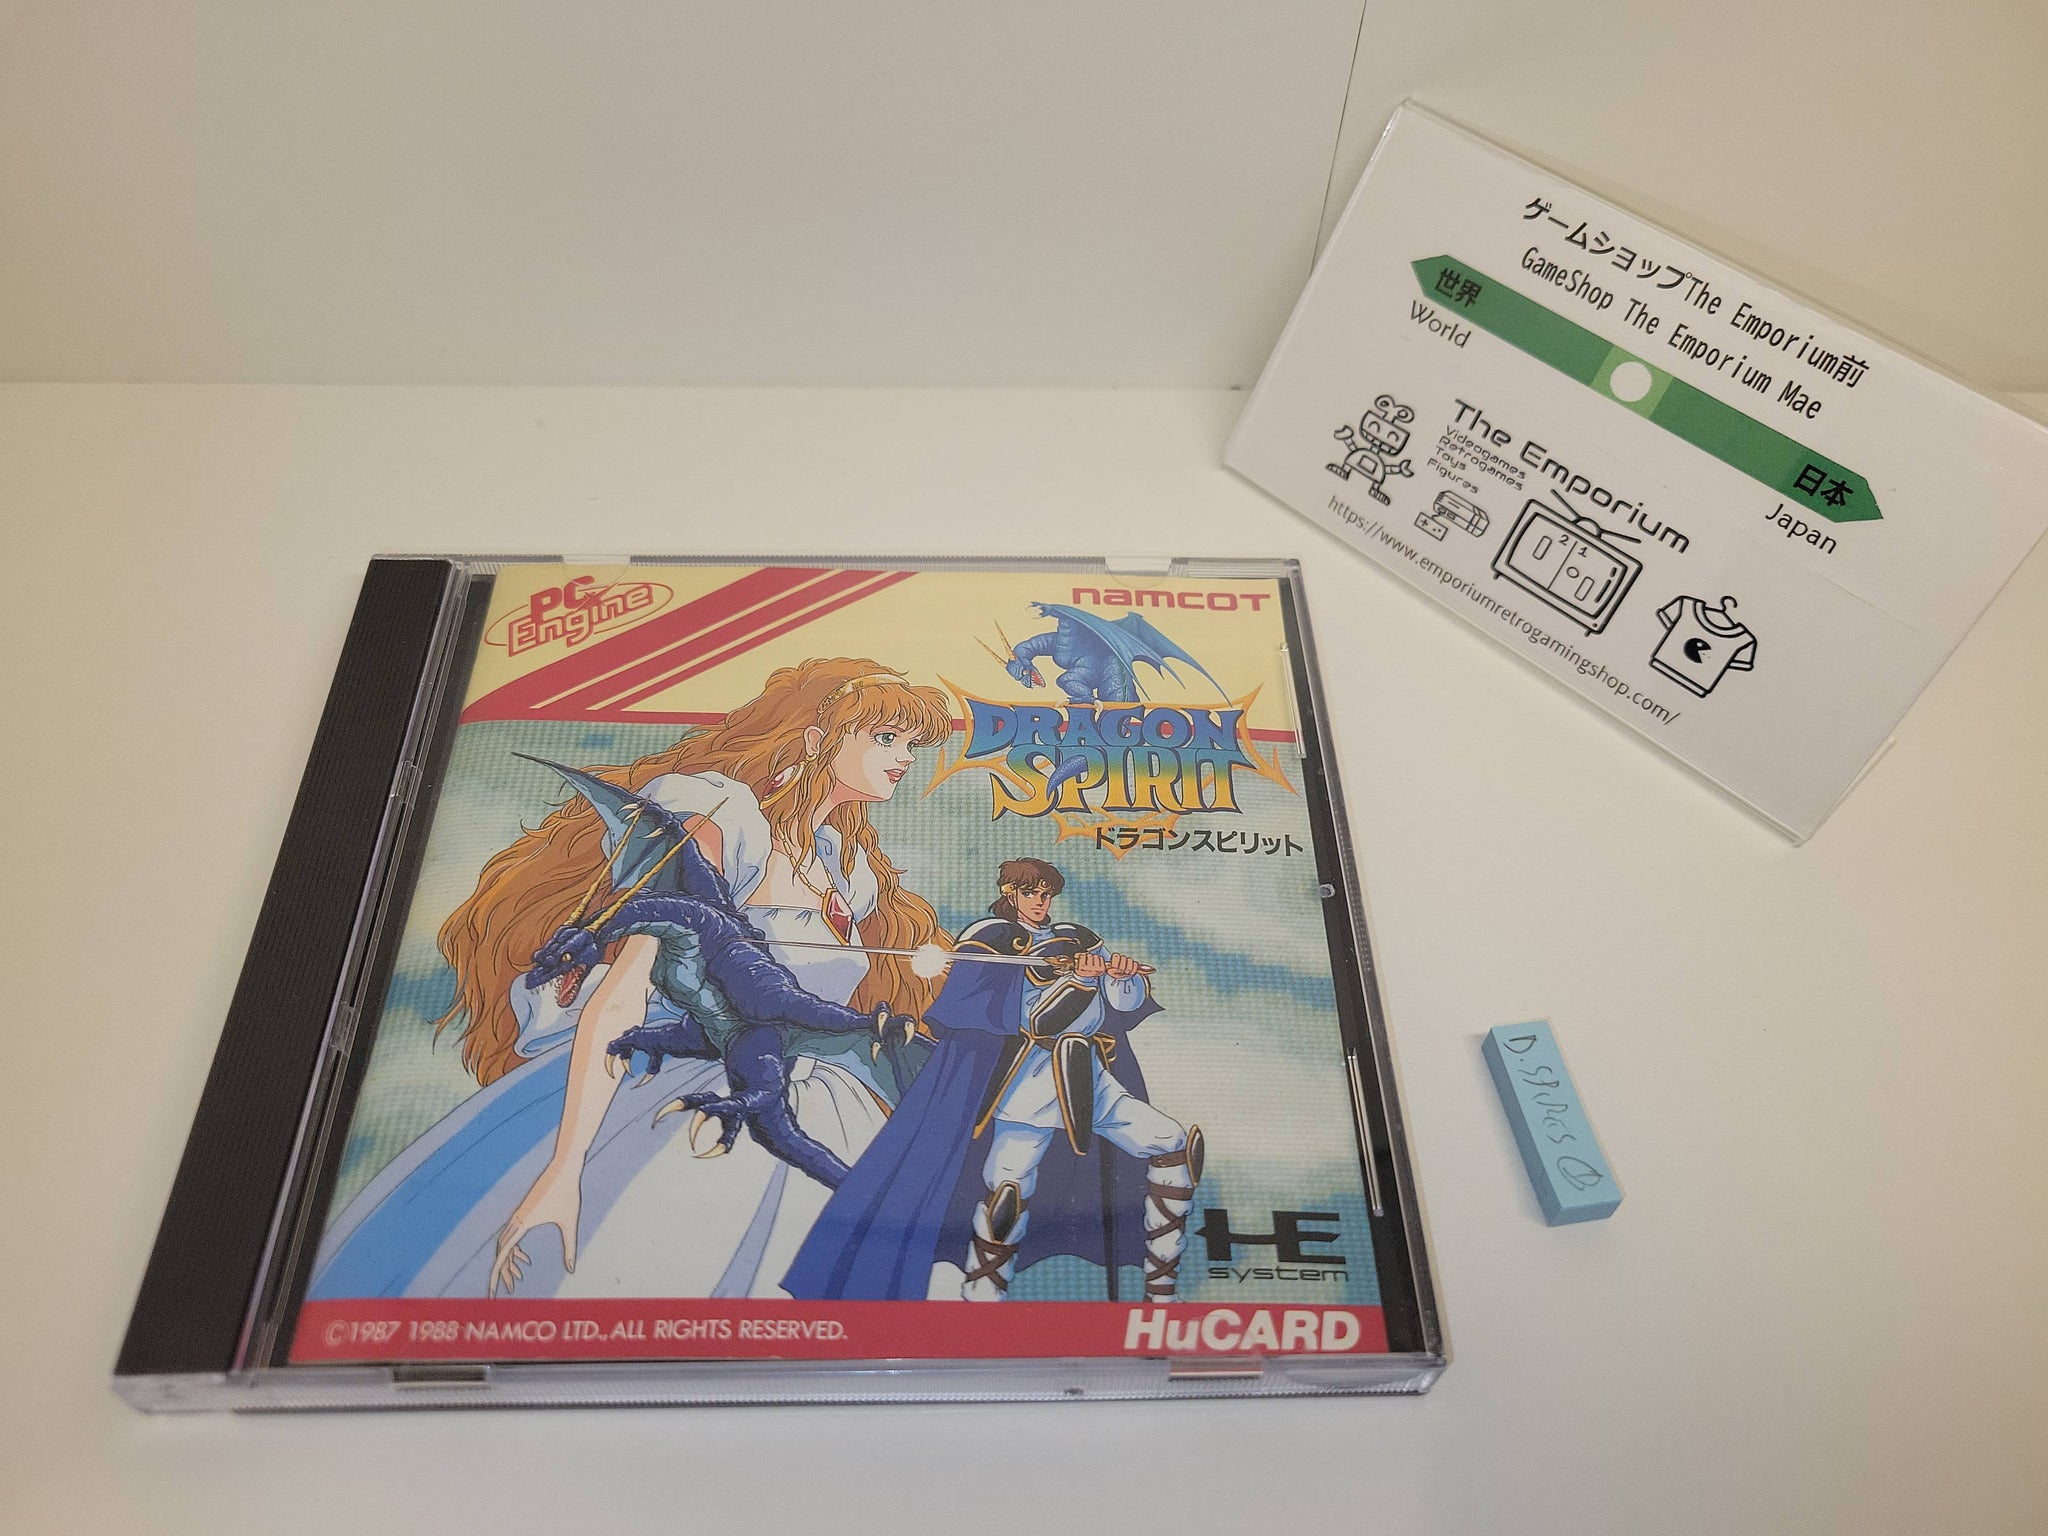 ゲームショップThe Emporium前
GameShop The Emporium Mae
世界
World
日本
Japan
The Emporium
Videogames
Retrogames
Toys
Figures
2 1
https://www.emporiumretrogamingshop.com/
PC Engine
namcot
DRAGON
SPIRIT
ドラゴンスピリット
HE
system
©1987 1988 NAMCO LTD., ALL RIGHTS RESERVED.
HuCARD